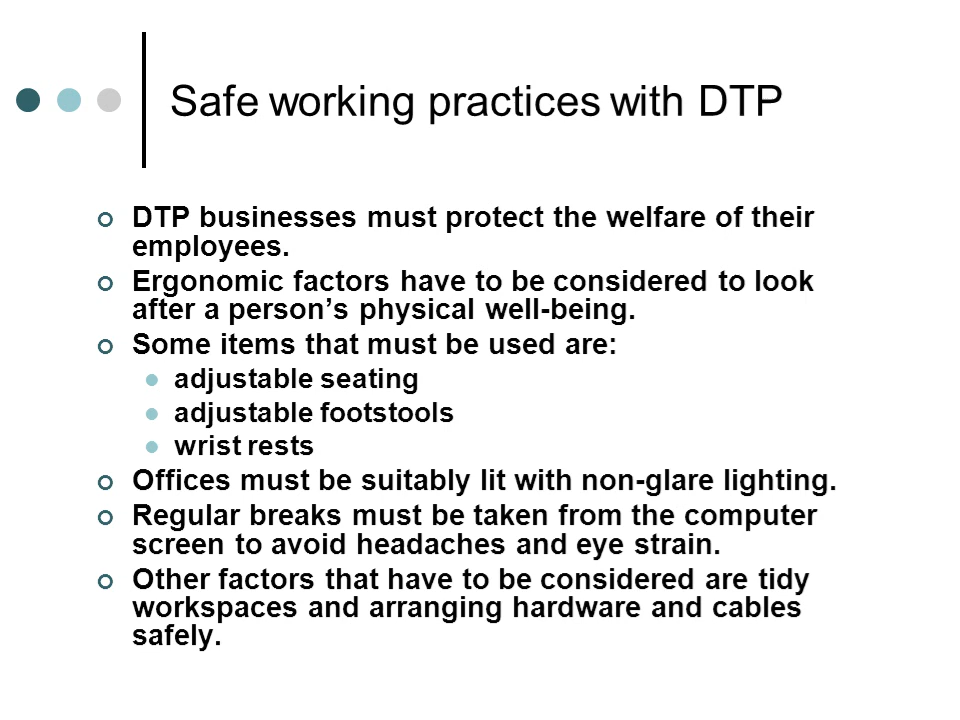 Safe working practices with DTP
DTP businesses must protect the welfare of their
employees.
Ergonomic factors have to be considered to look
after a person’s physical well-being.
Some items that must be used are:
adjustable seating
adjustable footstools
wrist rests
Offices must be suitably lit with non-glare lighting.
Regular breaks must be taken from the computer
screen to avoid headaches and eye strain.
Other factors that have to be considered are tidy
workspaces and arranging hardware and cables
safely.